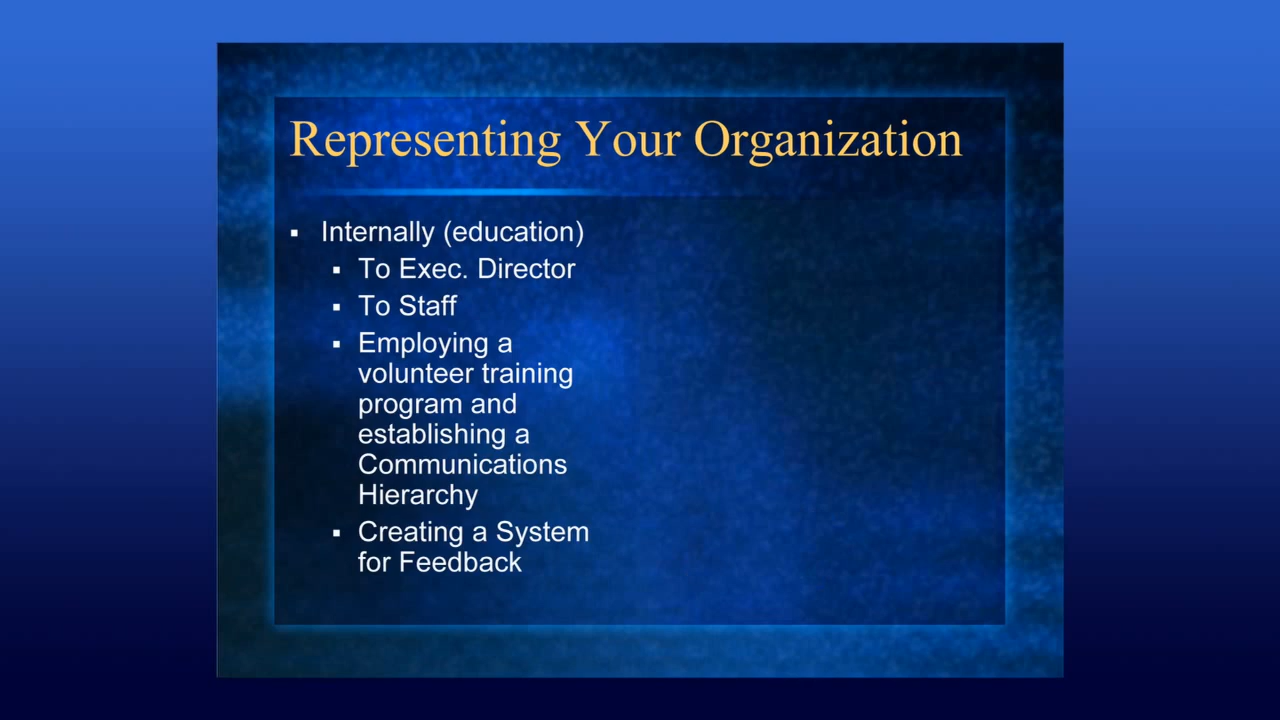 Representing Your Organization
▪ Internally (education)
▪ To Exec. Director
▪ To Staff
▪ Employing a
volunteer training
program and
establishing a
Communications
Hierarchy
▪ Creating a System
for Feedback